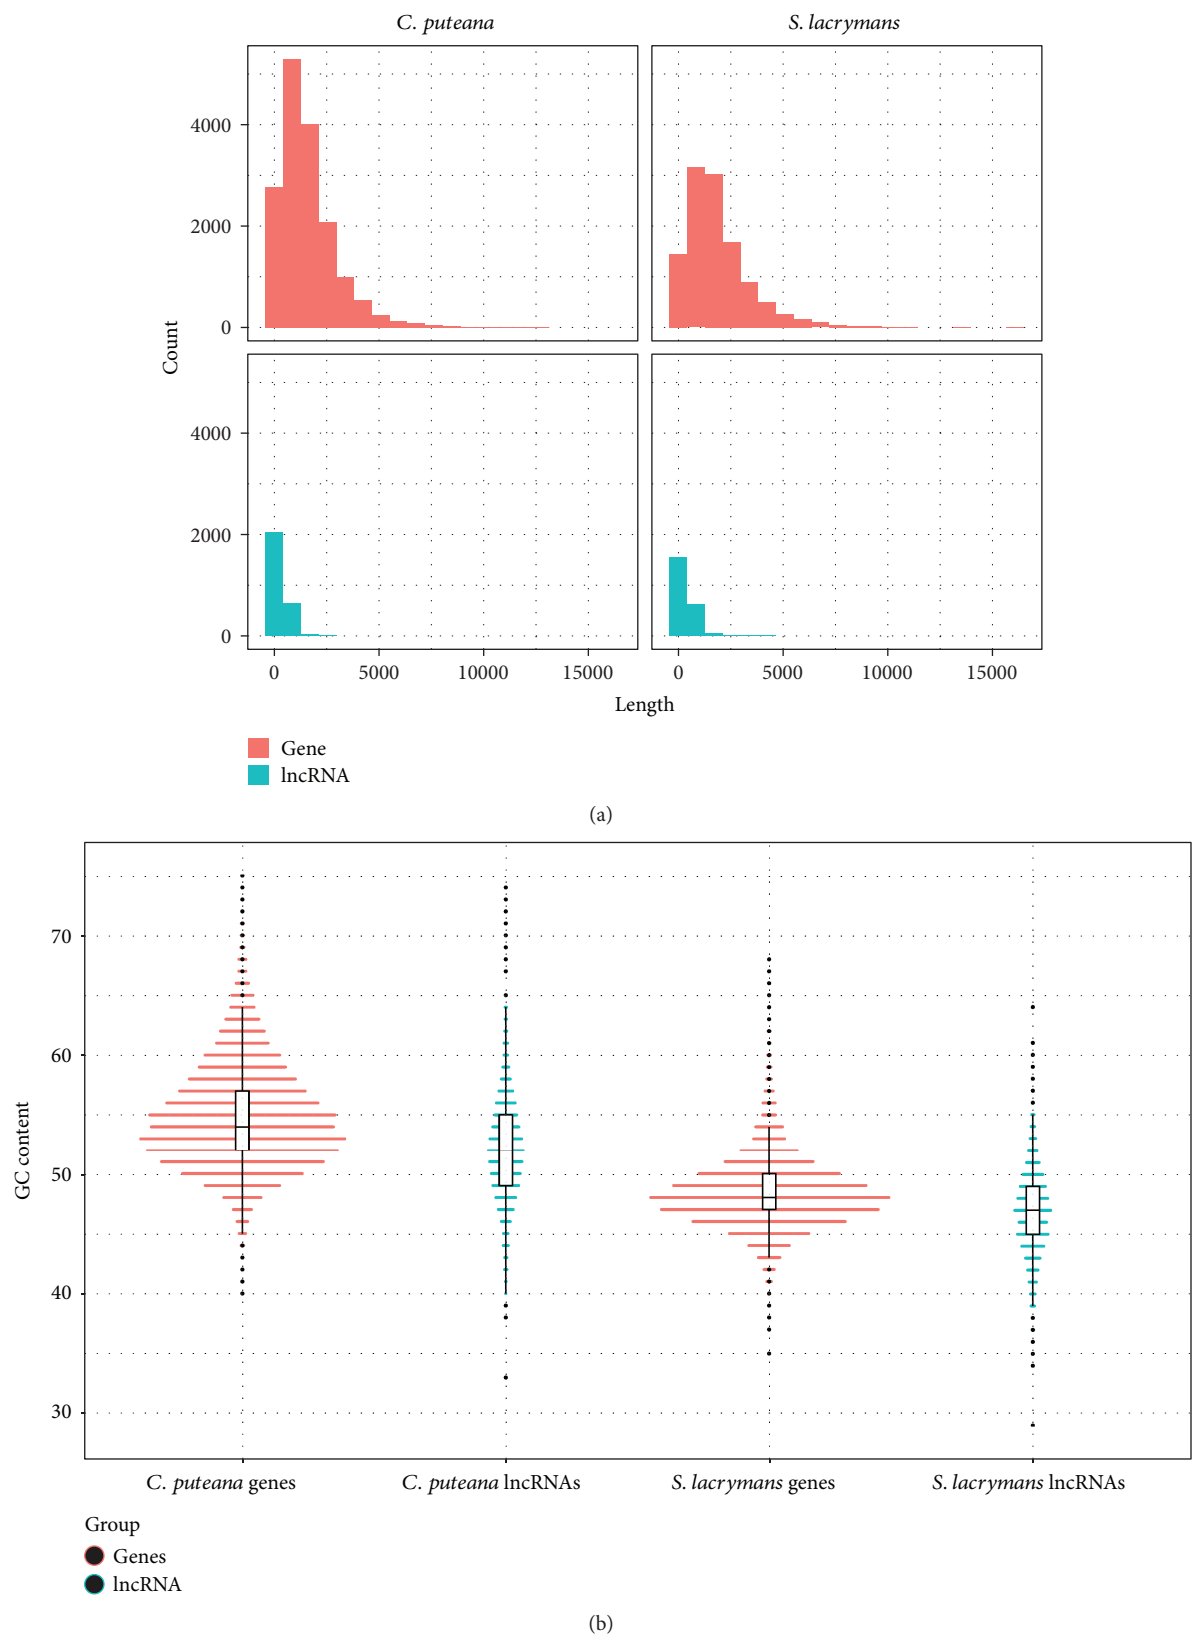 C. puteana
S. lacrymans
4000
2000
0
Count
4000
2000
0
0
5000
10000
15000
0
5000
10000
15000
Length
Gene
lncRNA
(a)
70
60
50
40
30
GC content
C. puteana genes
C. puteana lncRNAs
S. lacrymans genes
S. lacrymans lncRNAs
Group
Genes
lncRNA
(b)